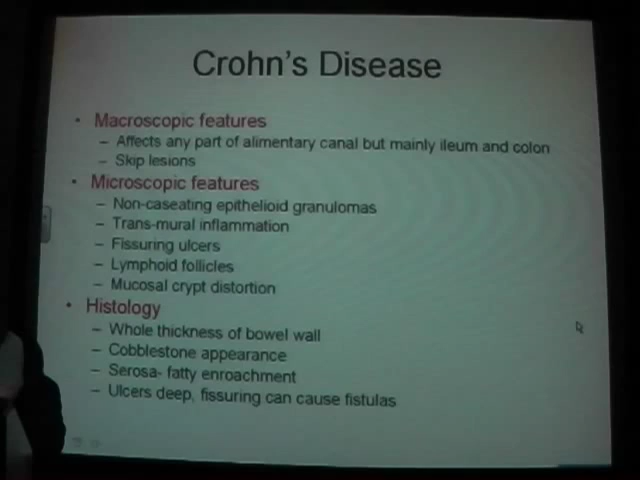 Crohn's Disease
• Macroscopic features
– Affects any part of alimentary canal but mainly ileum and colon
– Skip lesions
• Microscopic features
– Non-caseating epithelioid granulomas
– Trans-mural inflammation
– Fissuring ulcers
– Lymphoid follicles
– Mucosal crypt distortion
• Histology
– Whole thickness of bowel wall
– Cobblestone appearance
– Serosa- fatty enroachment
– Ulcers deep, fissuring can cause fistulas